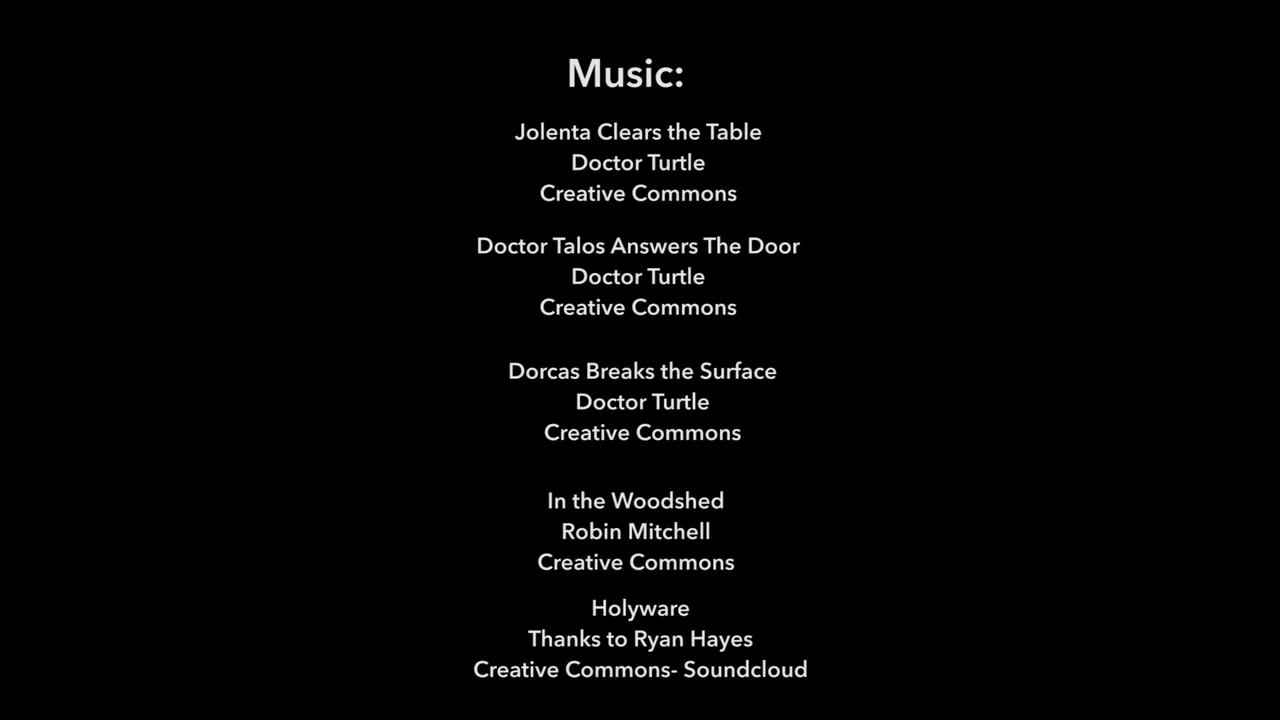 Music:
Jolenta Clears the Table
Doctor Turtle
Creative Commons
Doctor Talos Answers The Door
Doctor Turtle
Creative Commons
Dorcas Breaks the Surface
Doctor Turtle
Creative Commons
In the Woodshed
Robin Mitchell
Creative Commons
Holyware
Thanks to Ryan Hayes
Creative Commons- Soundcloud